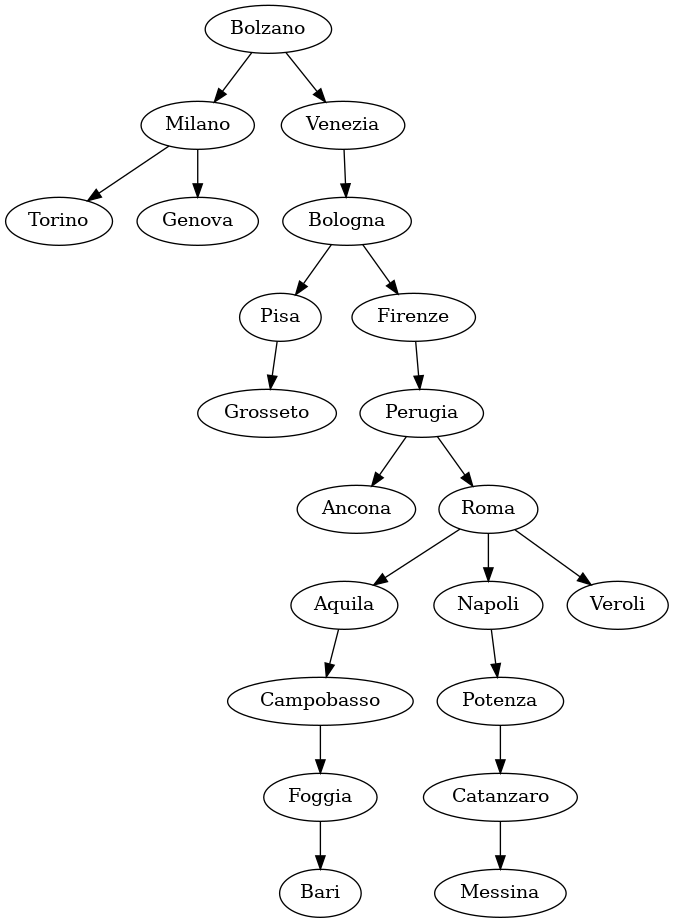 Bolzano
Milano
Venezia
Torino
Genova
Bologna
Pisa
Firenze
Grosseto
Perugia
Ancona
Roma
Aquila
Napoli
Veroli
Campobasso
Potenza
Foggia
Catanzaro
Bari
Messina